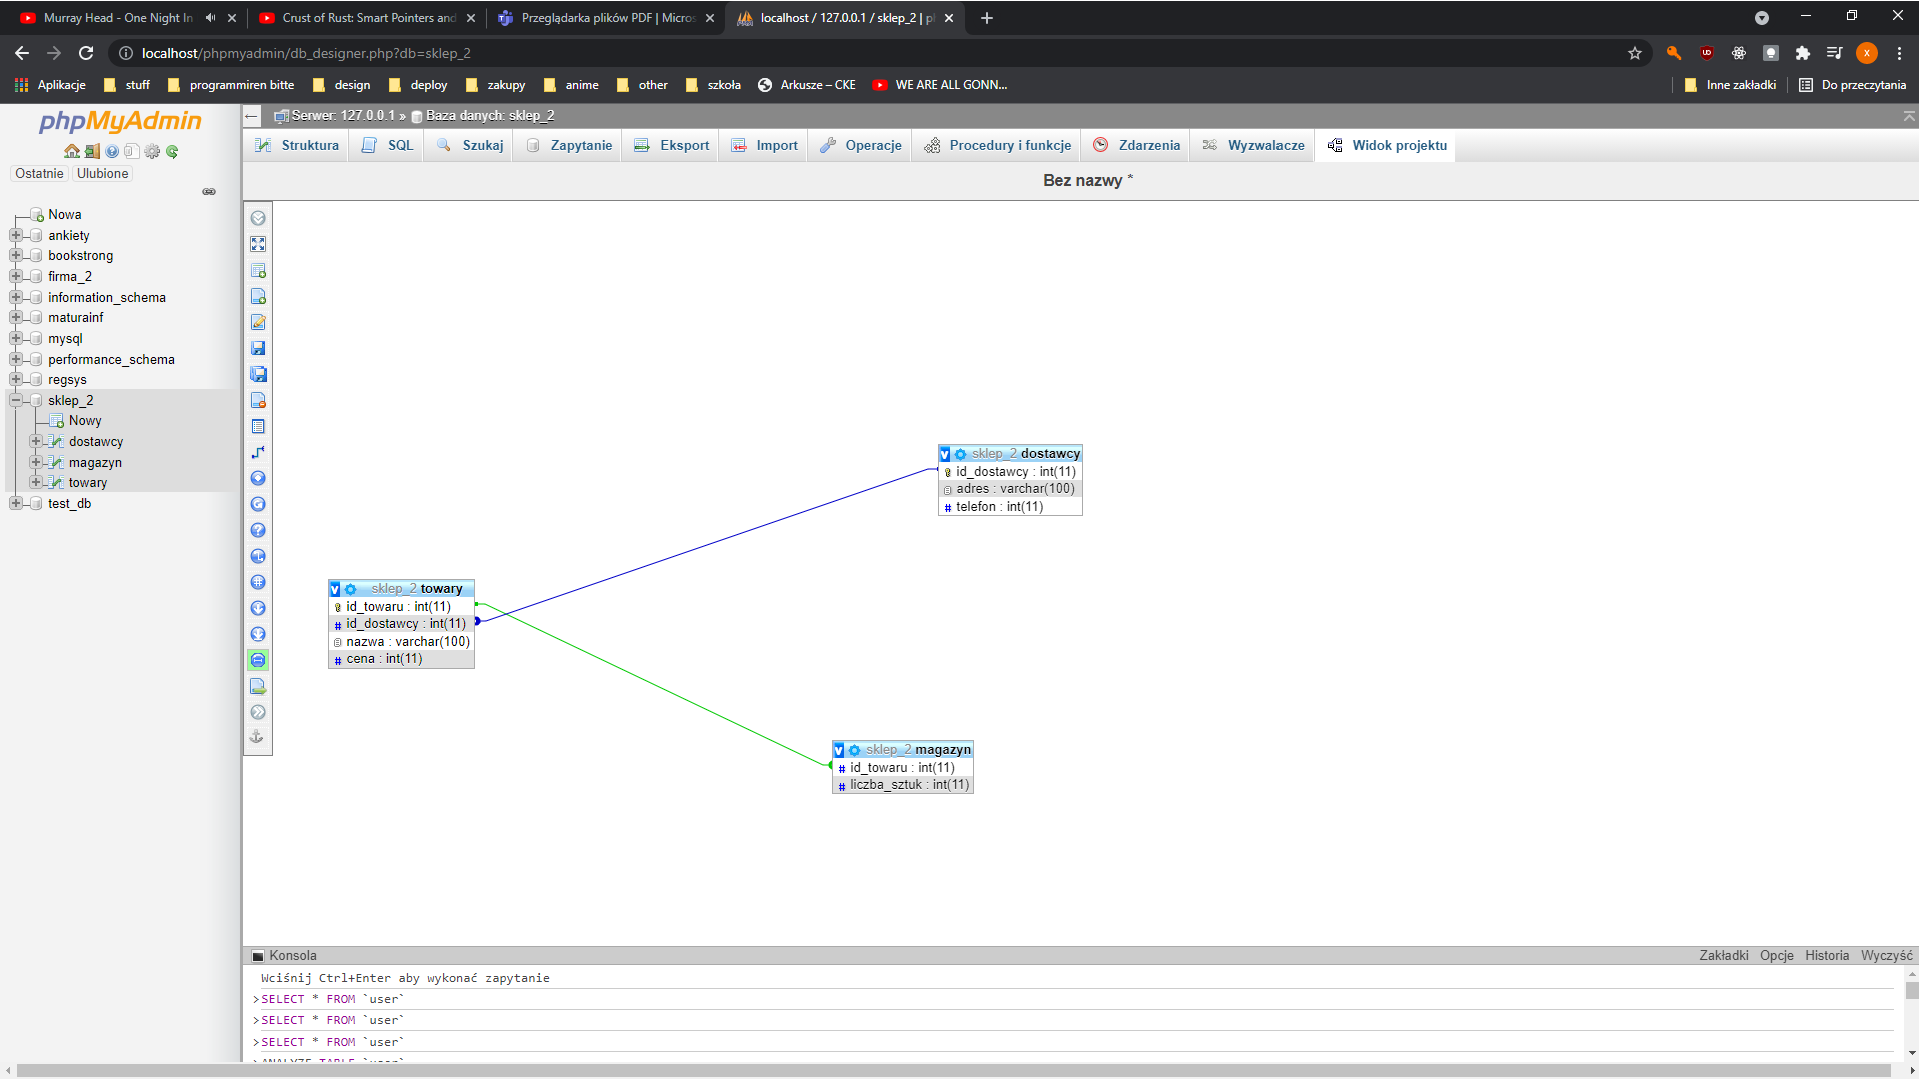 Murray Head - One Night In
Crust of Rust: Smart Pointers and
Przeglądarka plików PDF | Micros
localhost / 127.0.0.1 / sklep_2 | p
localhost/phpmyadmin/db_designer.php?db=sklep_2
Aplikacje
stuff
programmiren bitte
design
deploy
zakupy
anime
other
szkoła
Arkusze – CKE
WE ARE ALL GONN...
Inne zakładki
Do przeczytania
phpMyAdmin
Ostatnie
Ulubione
Nowa
ankiety
bookstrong
firma_2
information_schema
maturainf
mysql
performance_schema
regsys
sklep_2
Nowy
dostawcy
magazyn
towary
test_db
Serwer: 127.0.0.1 » Baza danych: sklep_2
Struktura
SQL
Szukaj
Zapytanie
Eksport
Import
Operacje
Procedury i funkcje
Zdarzenia
Wyzwalacze
Widok projektu
Bez nazwy *
v sklep_2 dostawcy
id_dostawcy : int(11)
adres : varchar(100)
# telefon : int(11)
v sklep_2 towary
id_towaru : int(11)
# id_dostawcy : int(11)
nazwa : varchar(100)
# cena : int(11)
v sklep_2 magazyn
# id_towaru : int(11)
# liczba_sztuk : int(11)
Konsola
Zakładki
Opcje
Historia
Wyczyść
Wciśnij Ctrl+Enter aby wykonać zapytanie
>SELECT * FROM `user`
>SELECT * FROM `user`
>SELECT * FROM `user`
>ANALYZE TABLE `user`